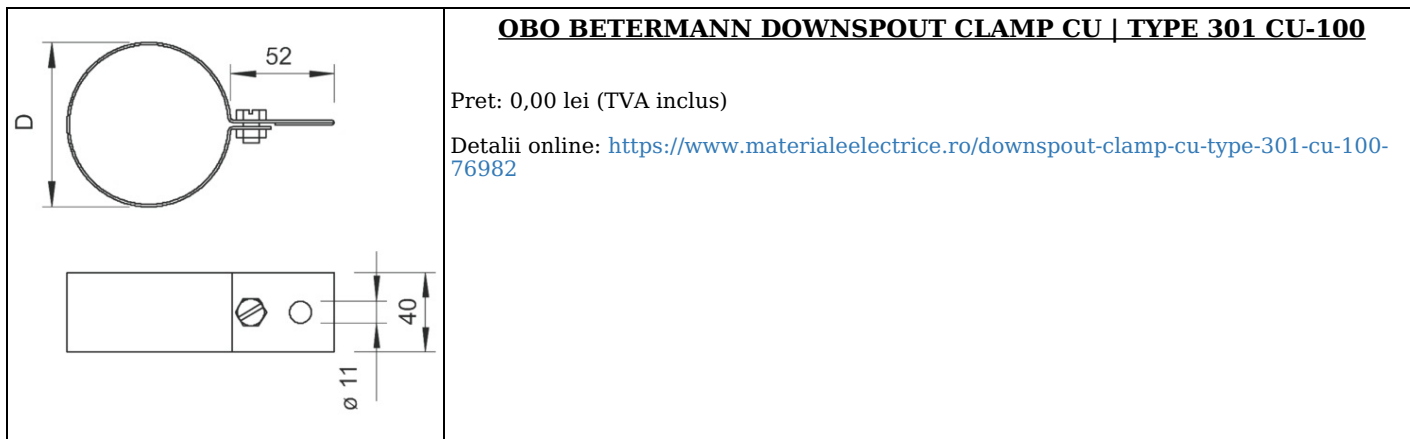 OBO BETERMANN DOWNSPOUT CLAMP CU | TYPE 301 CU-100
Pret: 0,00 lei (TVA inclus)
Detalii online: https://www.materialeelectrice.ro/downspout-clamp-cu-type-301-cu-100-
76982
52
D
40
ø 11